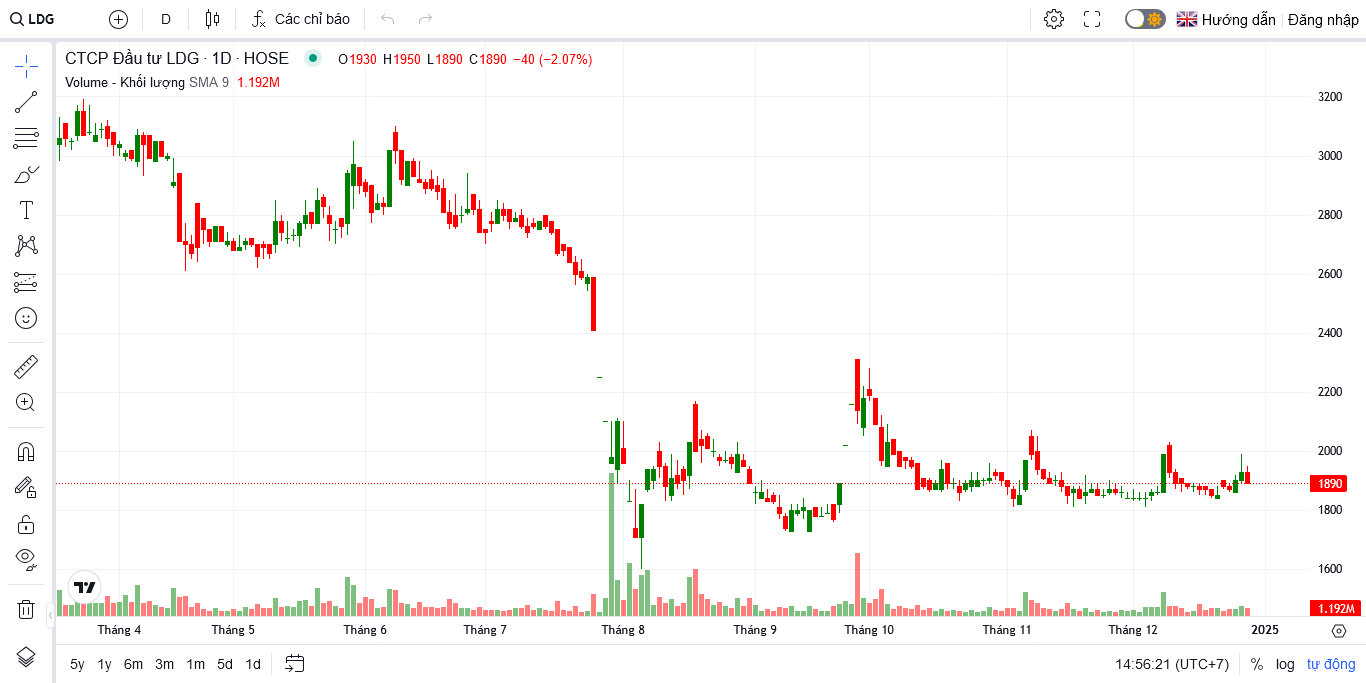 LDG D Các chỉ báo Hướng dẫn Đăng nhập
CTCP Đầu tư LDG · 1D · HOSE O1930 H1950 L1890 C1890 −40 (−2.07%)
Volume - Khối lượng SMA 9 1.192M
3200
3000
2800
2600
2400
2200
2000
1890
1800
1600
1.192M
Tháng 4 Tháng 5 Tháng 6 Tháng 7 Tháng 8 Tháng 9 Tháng 10 Tháng 11 Tháng 12 2025
5y 1y 6m 3m 1m 5d 1d 14:56:21 (UTC+7) % log tự động